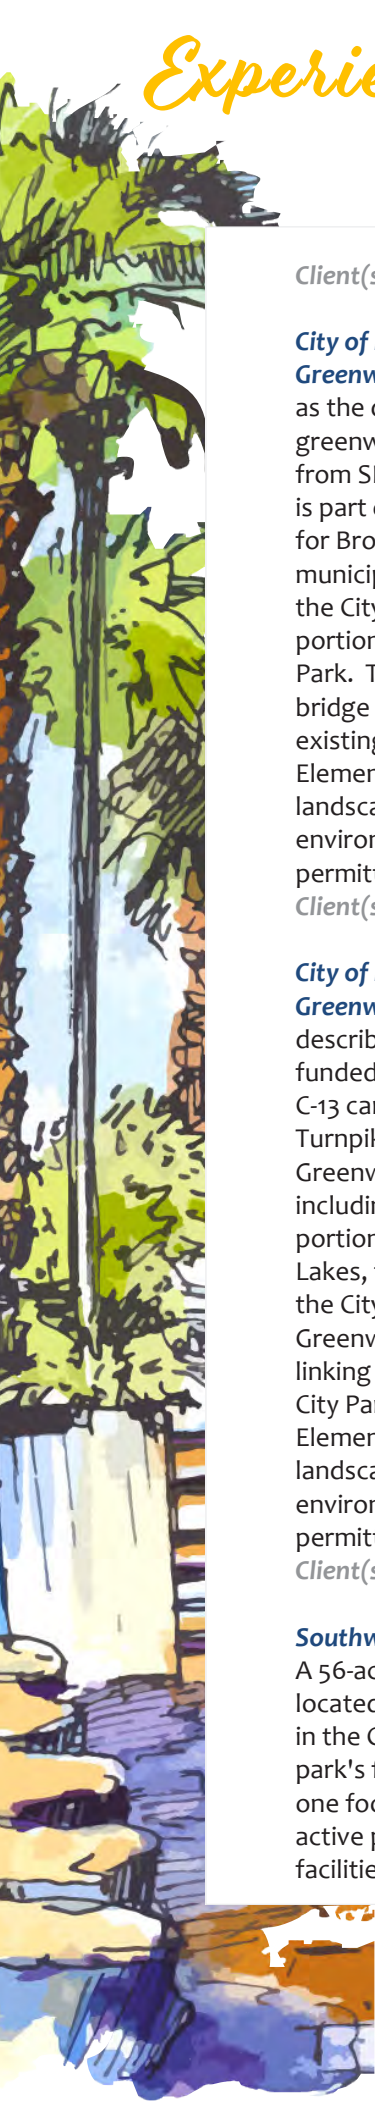 Experie
Client(s
City of
Greenw
as the
greenw
from
is part
for Bro
municip
the City
portion
Park. T
bridge
existing
Elemen
landsca
environ
permitt
Client(s
City of
Greenw
describ
funded
C-13 can
Turnpik
Greenw
includin
portion
Lakes,
the City
Greenw
linking
City Par
Elemen
landsca
environ
permitt
Client(s
Southw
A 56-ac
located
in the
park's f
one foo
active p
facilitie